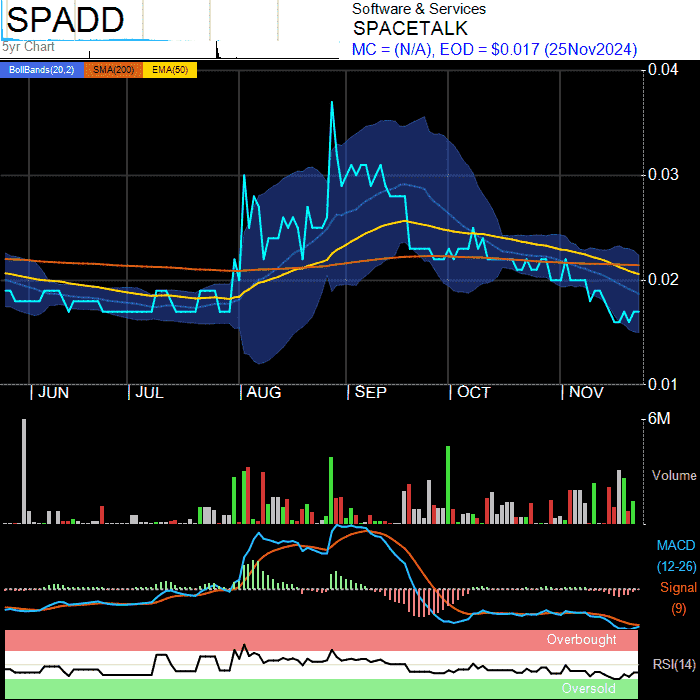 SPADD
Software & Services
SPACETALK
MC = (N/A), EOD = $0.017 (25Nov2024)
5yr Chart
BollBands(20,2) SMA(200) EMA(50)
0.04
0.03
0.02
0.01
JUN JUL AUG SEP OCT NOV
6M
Volume
MACD
(12-26)
Signal
(9)
Overbought
RSI(14)
Oversold